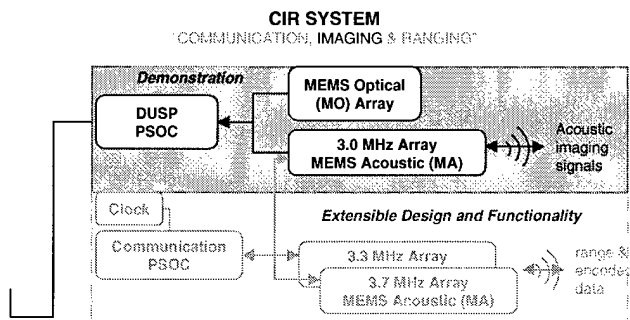 CIR SYSTEM
"COMMUNICATION, IMAGING & RANGING"
Demonstration
MEMS Optical
(MO) Array
DUSP
PSOC
3.0 MHz Array
MEMS Acoustic (MA)
Acoustic
imaging
signals
Clock
Extensible Design and Functionality
Communication
PSOC
3.3 MHz Array
3.7 MHz Array
MEMS Acoustic (MA)
range &
encoded
data